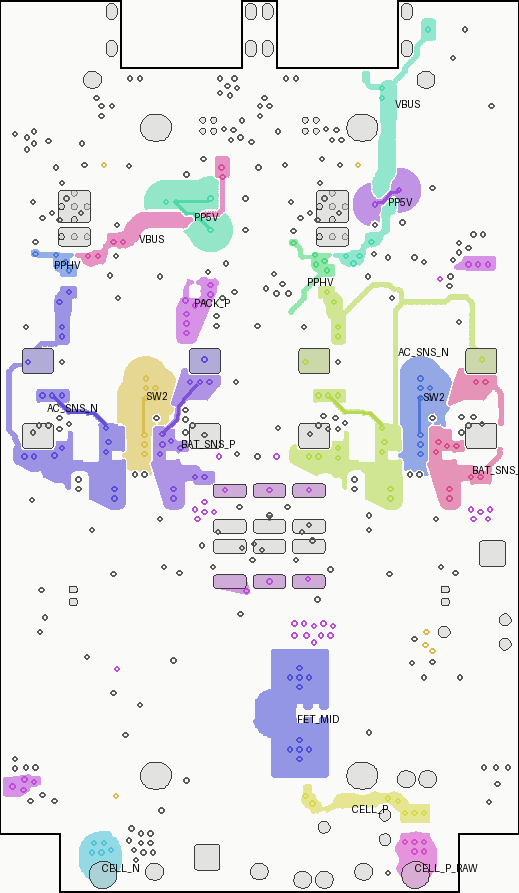 VBUS
PP5V
PP5V
VBUS
PPHV
PPHV
PACK_P
AC_SNS_N
SW2
SW2
AC_SNS_N
BAT_SNS_P
BAT_SNS_
FET_MID
CELL_P
CELL_N
CELL_P_RAW